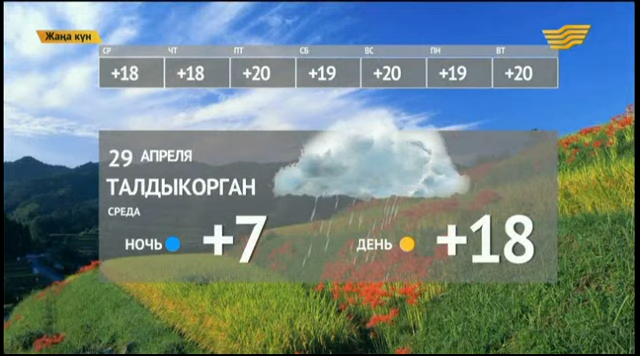 Жаңа күн
СР ЧТ ПТ СБ ВС ПН ВТ
+18 +18 +20 +19 +20 +19 +20
29 АПРЕЛЯ
ТАЛДЫКОРГАН
СРЕДА
НОЧЬ +7 ДЕНЬ +18